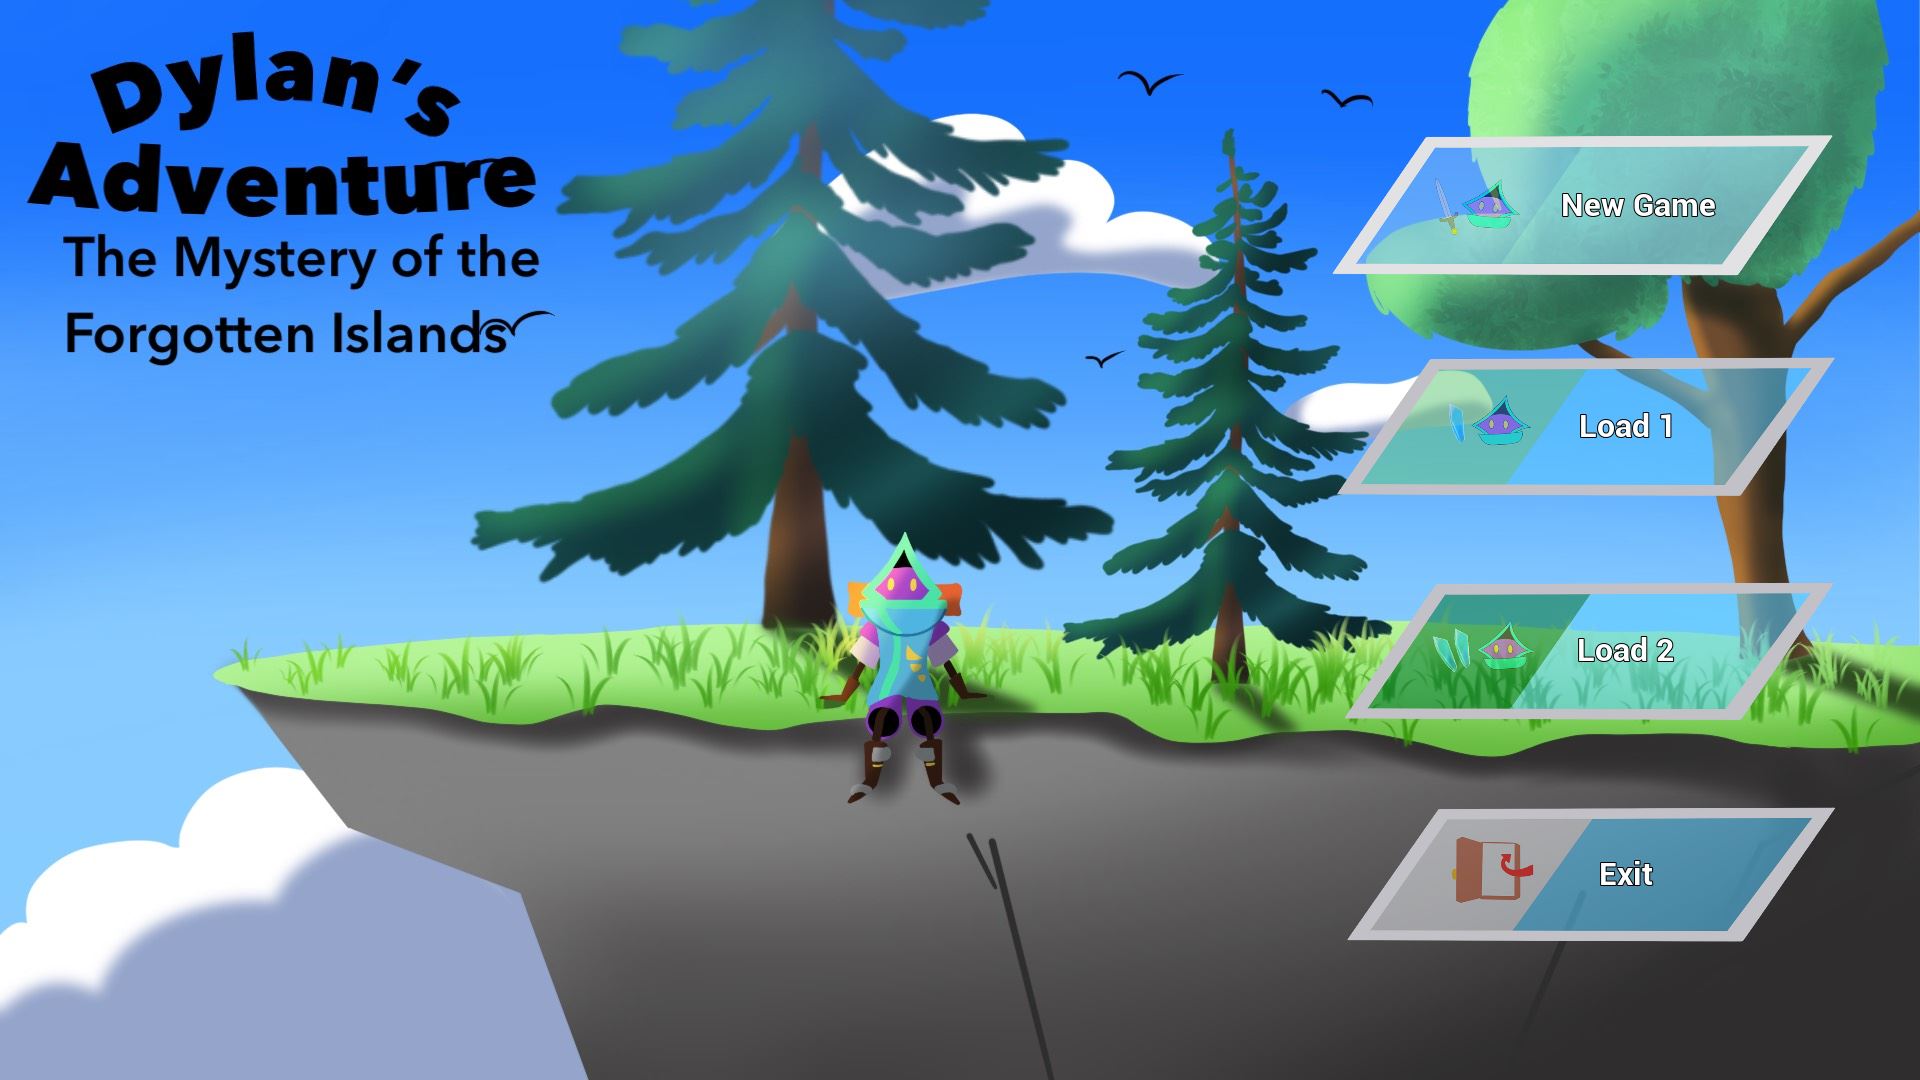 Dylan's
Adventure
The Mystery of the
Forgotten Islands
New Game
Load 1
Load 2
Exit